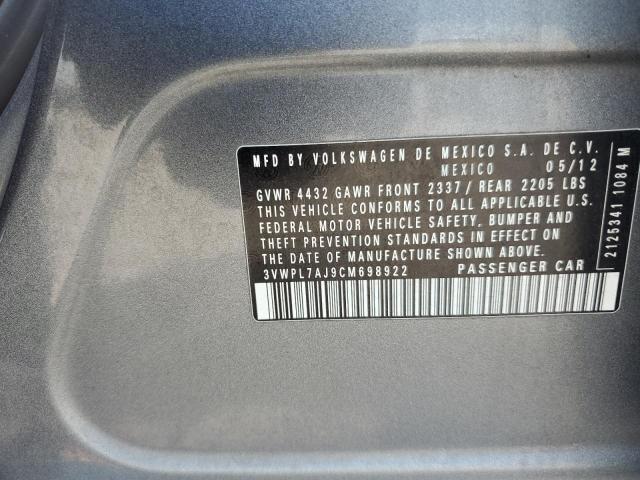 MFD BY VOLKSWAGEN DE MEXICO S.A. DE C.V.
MEXICO 05/12
GVWR 4432 GAWR FRONT 2337/ REAR 2205 LBS
THIS VEHICLE CONFORMS TO ALL APPLICABLE U.S.
FEDERAL MOTOR VEHICLE SAFETY, BUMPER AND
THEFT PREVENTION STANDARDS IN EFFECT ON
THE DATE OF MANUFACTURE SHOWN ABOVE.
3VWPL7AJ9CM698922 PASSENGER CAR
2125341 1084 M